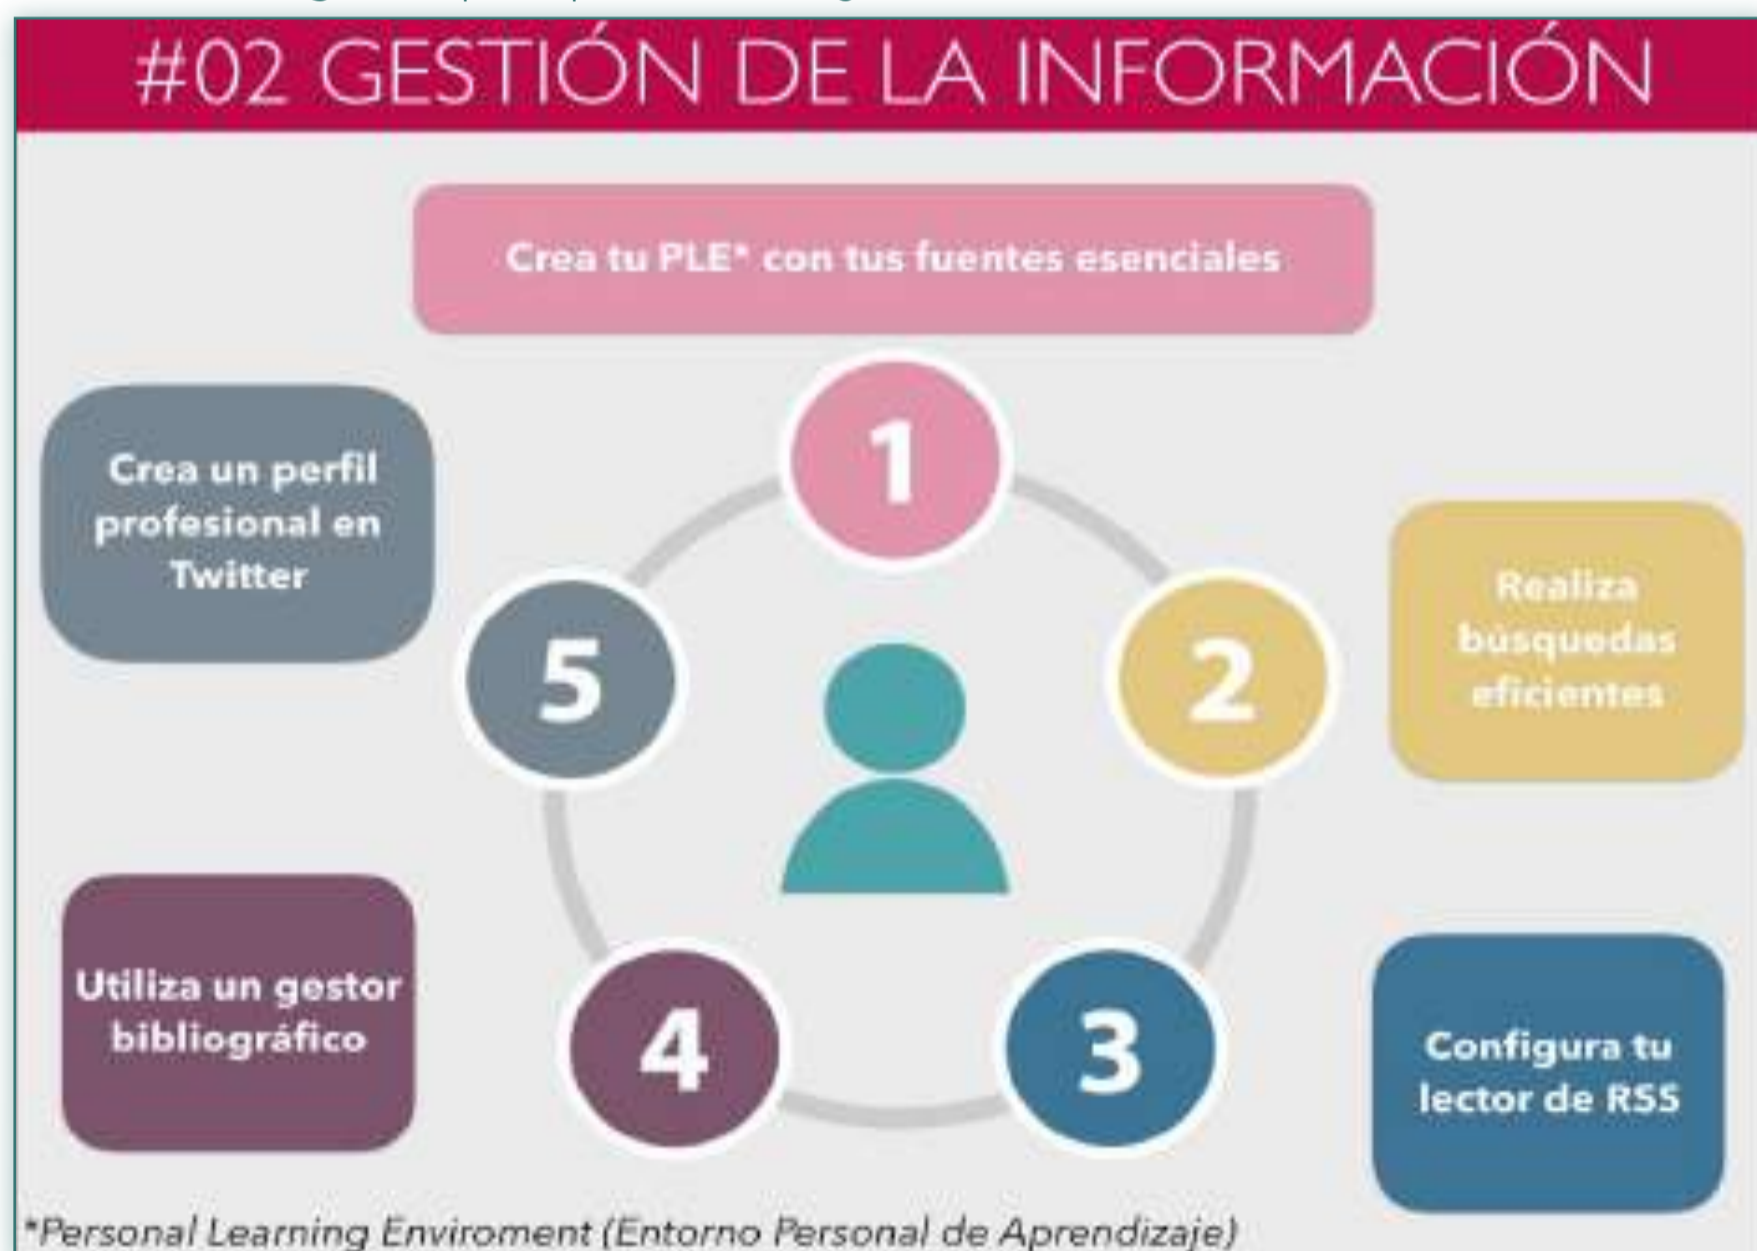 #02 GESTIÓN DE LA INFORMACIÓN
Crea tu PLE* con tus fuentes esenciales
1
Crea un perfil
profesional en
Twitter
5
2
Realiza
búsquedas
eficientes
Utiliza un gestor
bibliográfico
4
3
Configura tu
lector de RSS
*Personal Learning Enviroment (Entorno Personal de Aprendizaje)